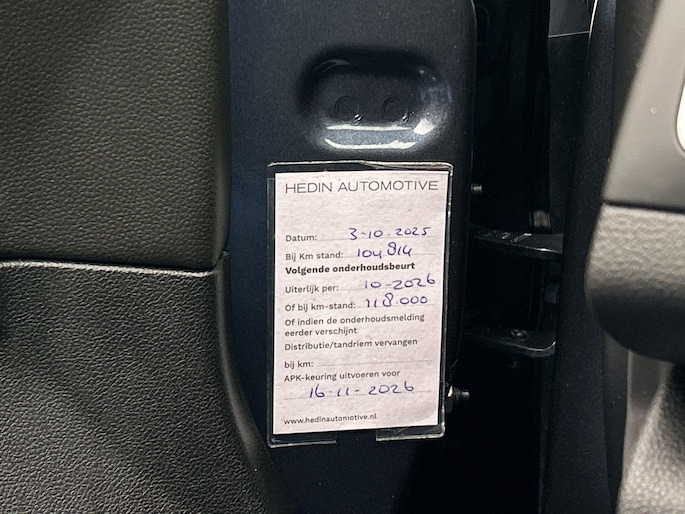 HEDIN AUTOMOTIVE
Datum: 3-10-2025
Bij Km stand: 104 814
Volgende onderhoudsbeurt
Uiterlijk per: 10-2026
Of bij km-stand: 118.000
Of indien de onderhoudsmelding
eerder verschijnt
Distributie/tandriem vervangen
bij km:
APK-keuring uitvoeren voor
16-11-2026
www.hedinautomotive.nl